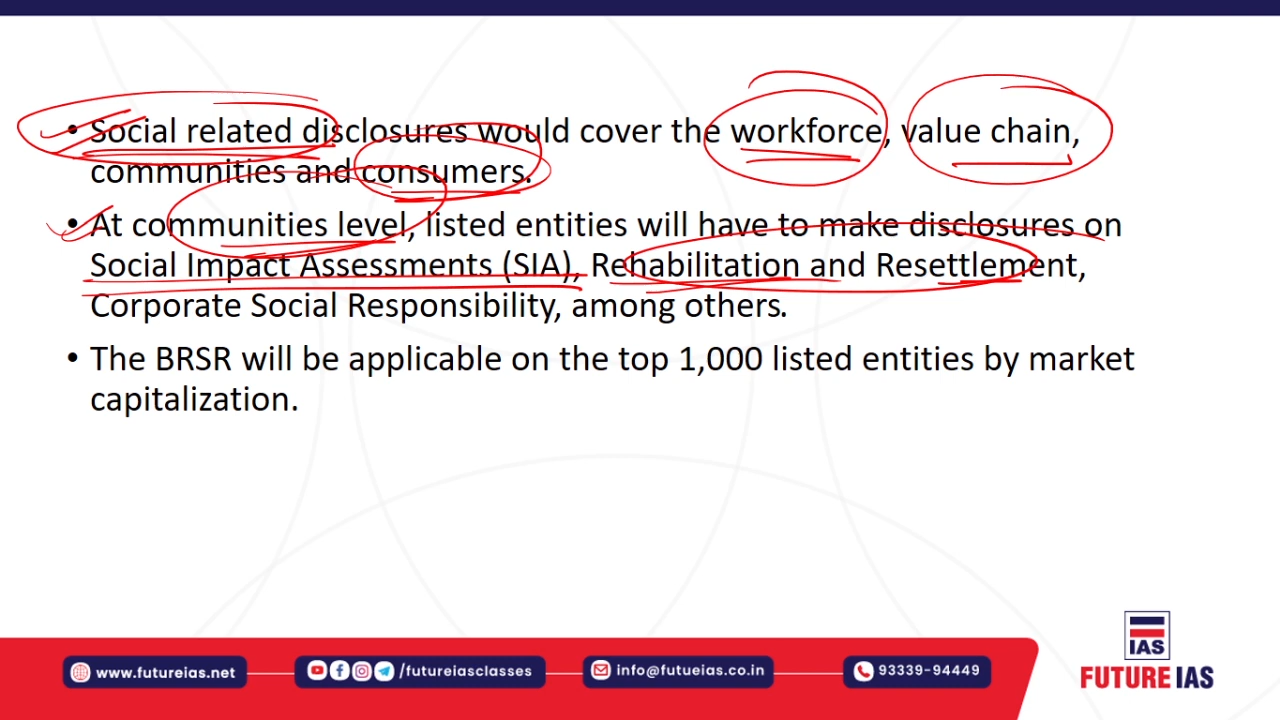 • Social related disclosures would cover the workforce, value chain,
communities and consumers.
• At communities level, listed entities will have to make disclosures on
Social Impact Assessments (SIA), Rehabilitation and Resettlement,
Corporate Social Responsibility, among others.
• The BRSR will be applicable on the top 1,000 listed entities by market
capitalization.
IAS
FUTURE IAS
www.futureias.net
/futureiasclasses
info@futueias.co.in
93339-94449